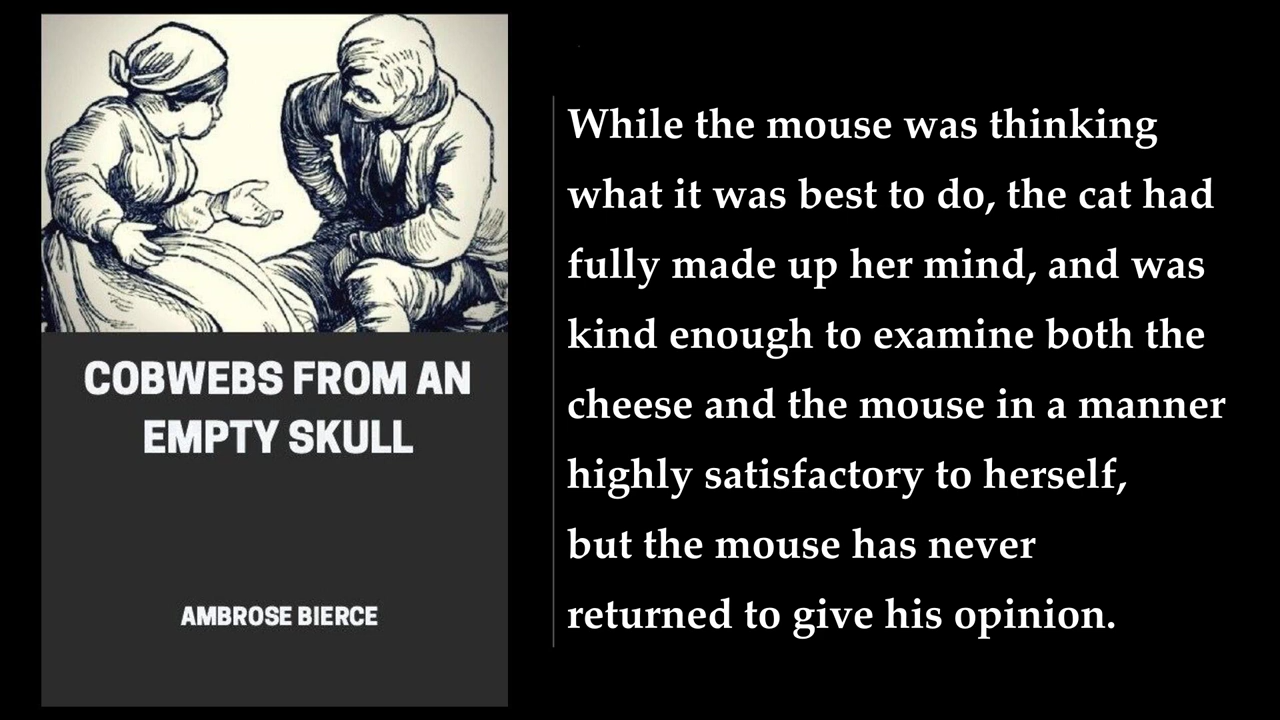 COBWEBS FROM AN
EMPTY SKULL
AMBROSE BIERCE
While the mouse was thinking
what it was best to do, the cat had
fully made up her mind, and was
kind enough to examine both the
cheese and the mouse in a manner
highly satisfactory to herself,
but the mouse has never
returned to give his opinion.